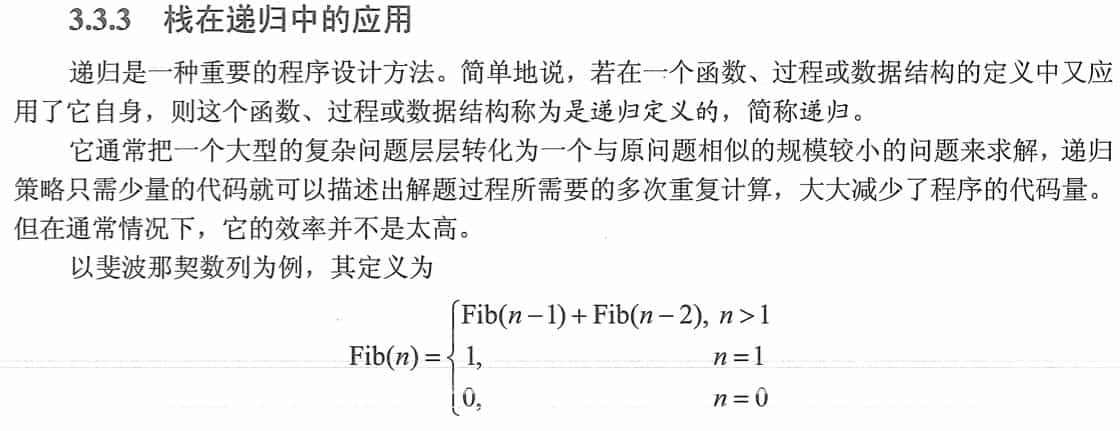 3.3.3 栈在递归中的应用
递归是一种重要的程序设计方法。简单地说，若在一个函数、过程或数据结构的定义中又应
用了它自身，则这个函数、过程或数据结构称为是递归定义的，简称递归。
它通常把一个大型的复杂问题层层转化为一个与原问题相似的规模较小的问题来求解，递归
策略只需少量的代码就可以描述出解题过程所需要的多次重复计算，大大减少了程序的代码量。
但在通常情况下，它的效率并不是太高。
以斐波那契数列为例，其定义为
Fib(n−1)+Fib(n−2), n>1
Fib(n)={1, n=1
0, n=0